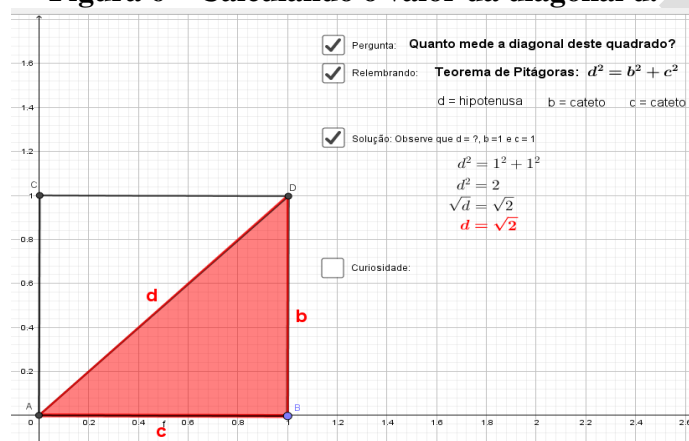 Figura 6 – Calculando o valor da diagonal d.
Pergunta: Quanto mede a diagonal deste quadrado?
Relembrando: Teorema de Pitágoras: d² = b² + c²
d = hipotenusa b = cateto c = cateto
Solução: Observe que d = ?, b =1 e c = 1
d² = 1² + 1²
d² = 2
√d = √2
d = √2
Curiosidade:
1.6
1.4
1.2
C
D
1
0.8
0.6
d
b
0.4
0.2
A
B
0 0.2 0.4 f 0.6 0.8 1 1.2 1.4 1.6 1.8 2 2.2 2.4 2.6
c